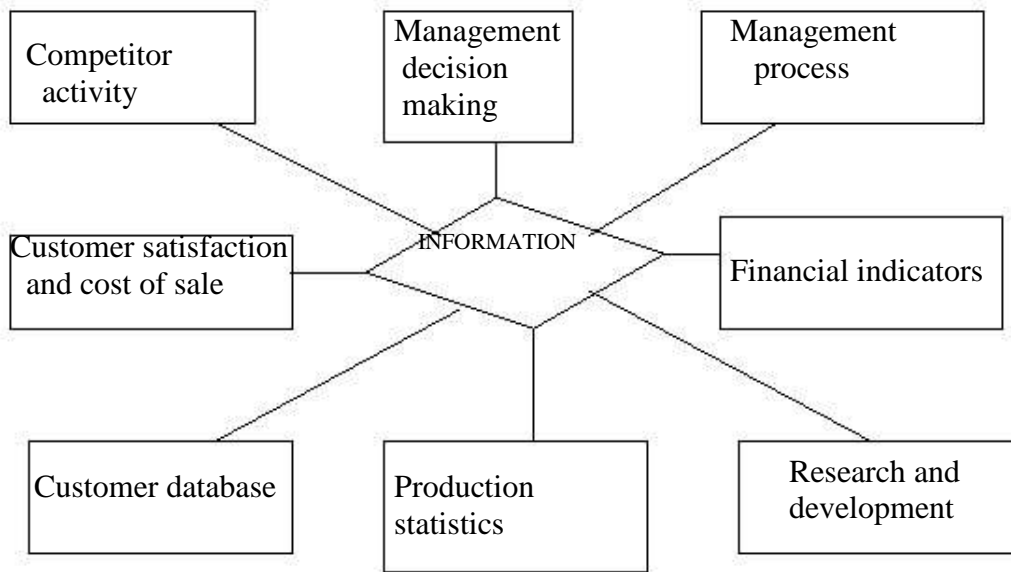 Competitor
activity
Management
decision
making
Management
process
INFORMATION
Customer satisfaction
and cost of sale
Financial indicators
Customer database
Production
statistics
Research and
development